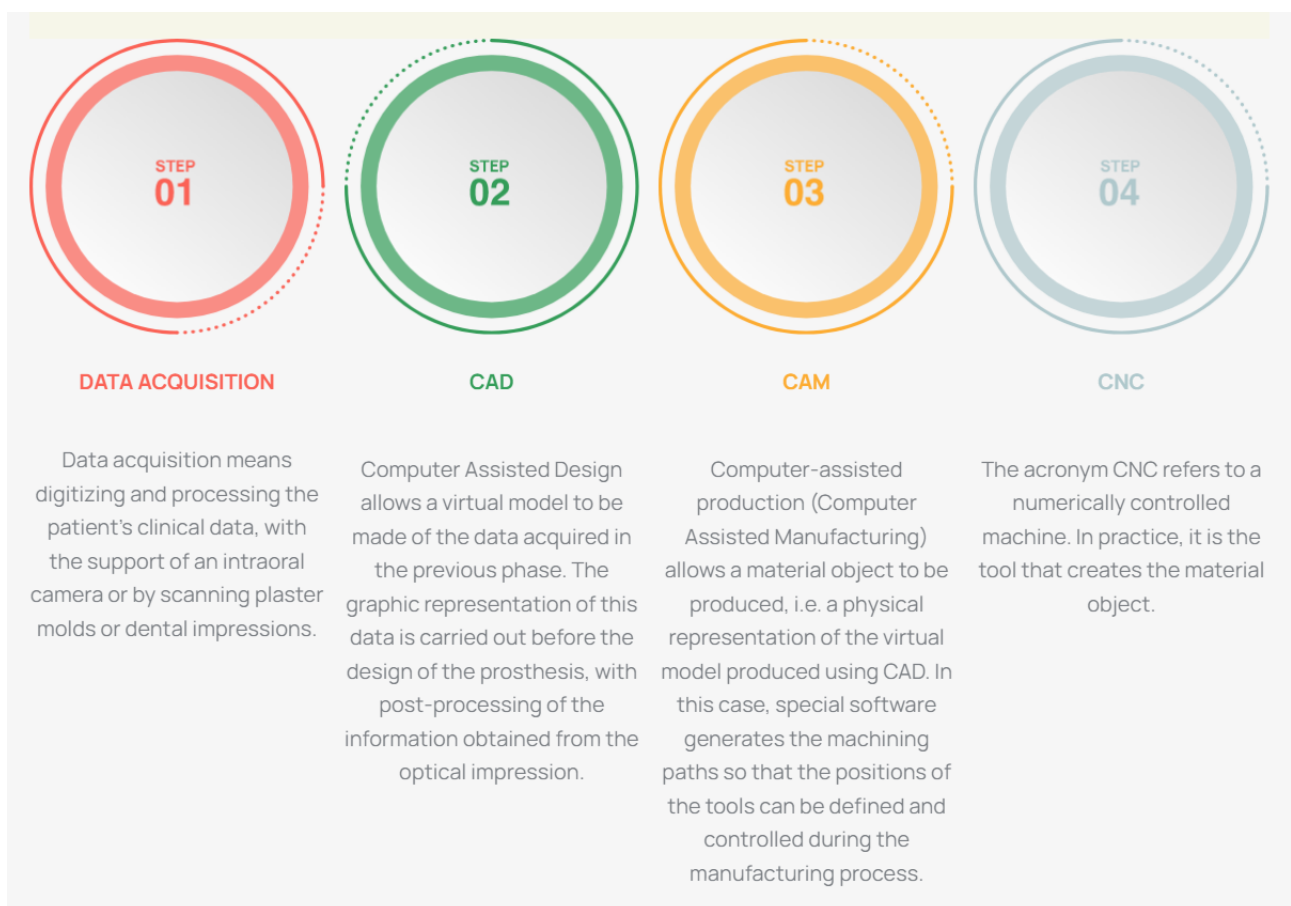 STEP
01
DATA ACQUISITION
Data acquisition means
digitizing and processing the
patient's clinical data, with
the support of an intraoral
camera or by scanning plaster
molds or dental impressions.
STEP
02
CAD
Computer Assisted Design
allows a virtual model to be
made of the data acquired in
the previous phase. The
graphic representation of this
data is carried out before the
design of the prosthesis, with
post-processing of the
information obtained from the
optical impression.
STEP
03
CAM
Computer-assisted
production (Computer
Assisted Manufacturing)
allows a material object to be
produced, i.e. a physical
representation of the virtual
model produced using CAD. In
this case, special software
generates the machining
paths so that the positions of
the tools can be defined and
controlled during the
manufacturing process.
STEP
04
CNC
The acronym CNC refers to a
numerically controlled
machine. In practice, it is the
tool that creates the material
object.